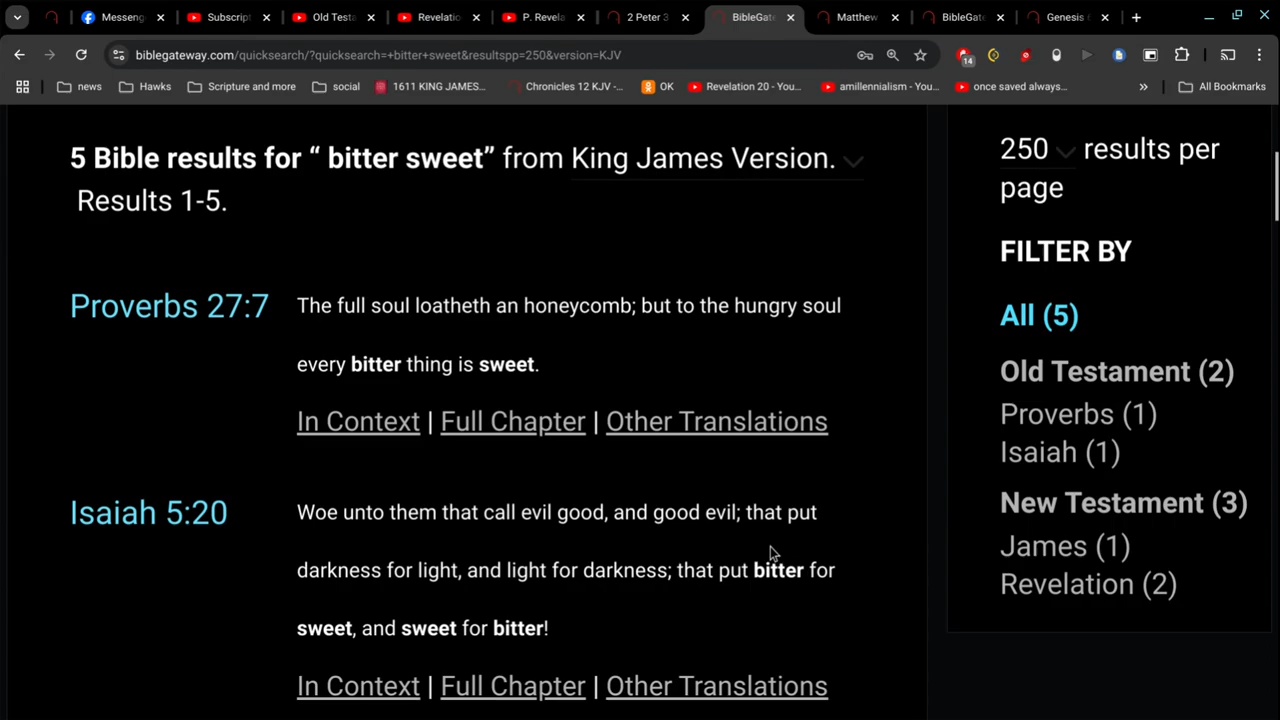 Messeng
Subscript
Old Testa
Revelatio
P. Revela
2 Peter 3
BibleGate
Matthew
BibleGate
Genesis
biblegateway.com/quicksearch/?quicksearch=+bitter+sweet&resultspp=250&version=KJV
14
news
Hawks
Scripture and more
social
1611 KING JAMES...
Chronicles 12 KJV -...
OK
Revelation 20 - You...
amillennialism - You...
once saved always...
»
All Bookmarks
5 Bible results for “ bitter sweet” from King James Version.
Results 1-5.
Proverbs 27:7
The full soul loatheth an honeycomb; but to the hungry soul
every bitter thing is sweet.
In Context | Full Chapter | Other Translations
Isaiah 5:20
Woe unto them that call evil good, and good evil; that put
darkness for light, and light for darkness; that put bitter for
sweet, and sweet for bitter!
In Context | Full Chapter | Other Translations
250 results per
page
FILTER BY
All (5)
Old Testament (2)
Proverbs (1)
Isaiah (1)
New Testament (3)
James (1)
Revelation (2)